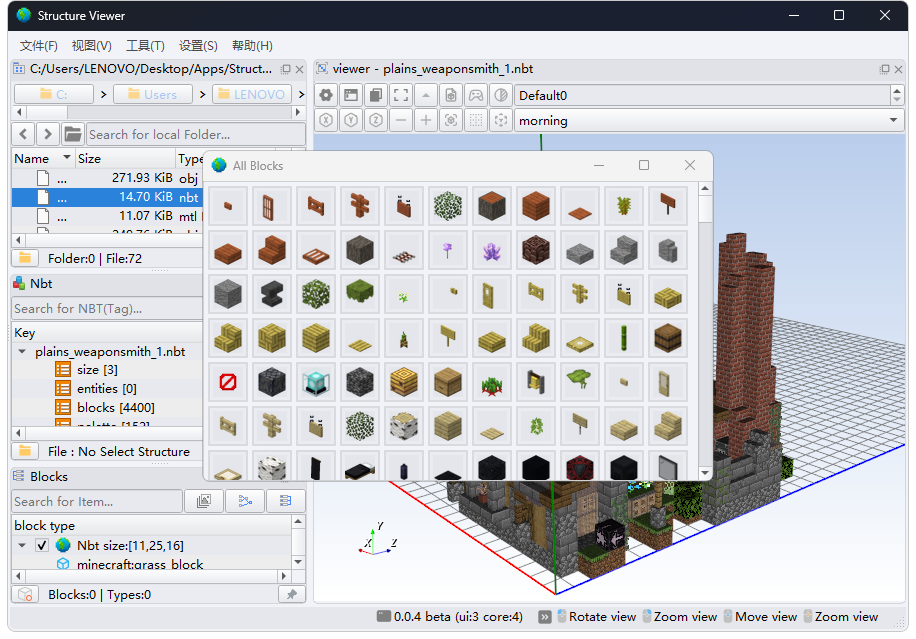 Structure Viewer
文件(F) 视图(V) 工具(T) 设置(S) 帮助(H)
C:/Users/LENOVO/Desktop/Apps/Struct...
C: > Users > LENOVO >
Search for local Folder...
Name Size Type
... 271.93 KiB obj
... 14.70 KiB nbt
... 11.07 KiB mtl
Folder:0 | File:72
Nbt
Search for NBT(Tag)...
Key
plains_weaponsmith_1.nbt
size [3]
entities [0]
blocks [4400]
palette [152]
File : No Select Structure
Blocks
Search for Item...
block type
Nbt size:[11,25,16]
minecraft:grass_block
Blocks:0 | Types:0
viewer - plains_weaponsmith_1.nbt
Default0
X Y Z
morning
All Blocks
Y
X
Z
0.0.4 beta (ui:3 core:4) Rotate view Zoom view Move view Zoom view